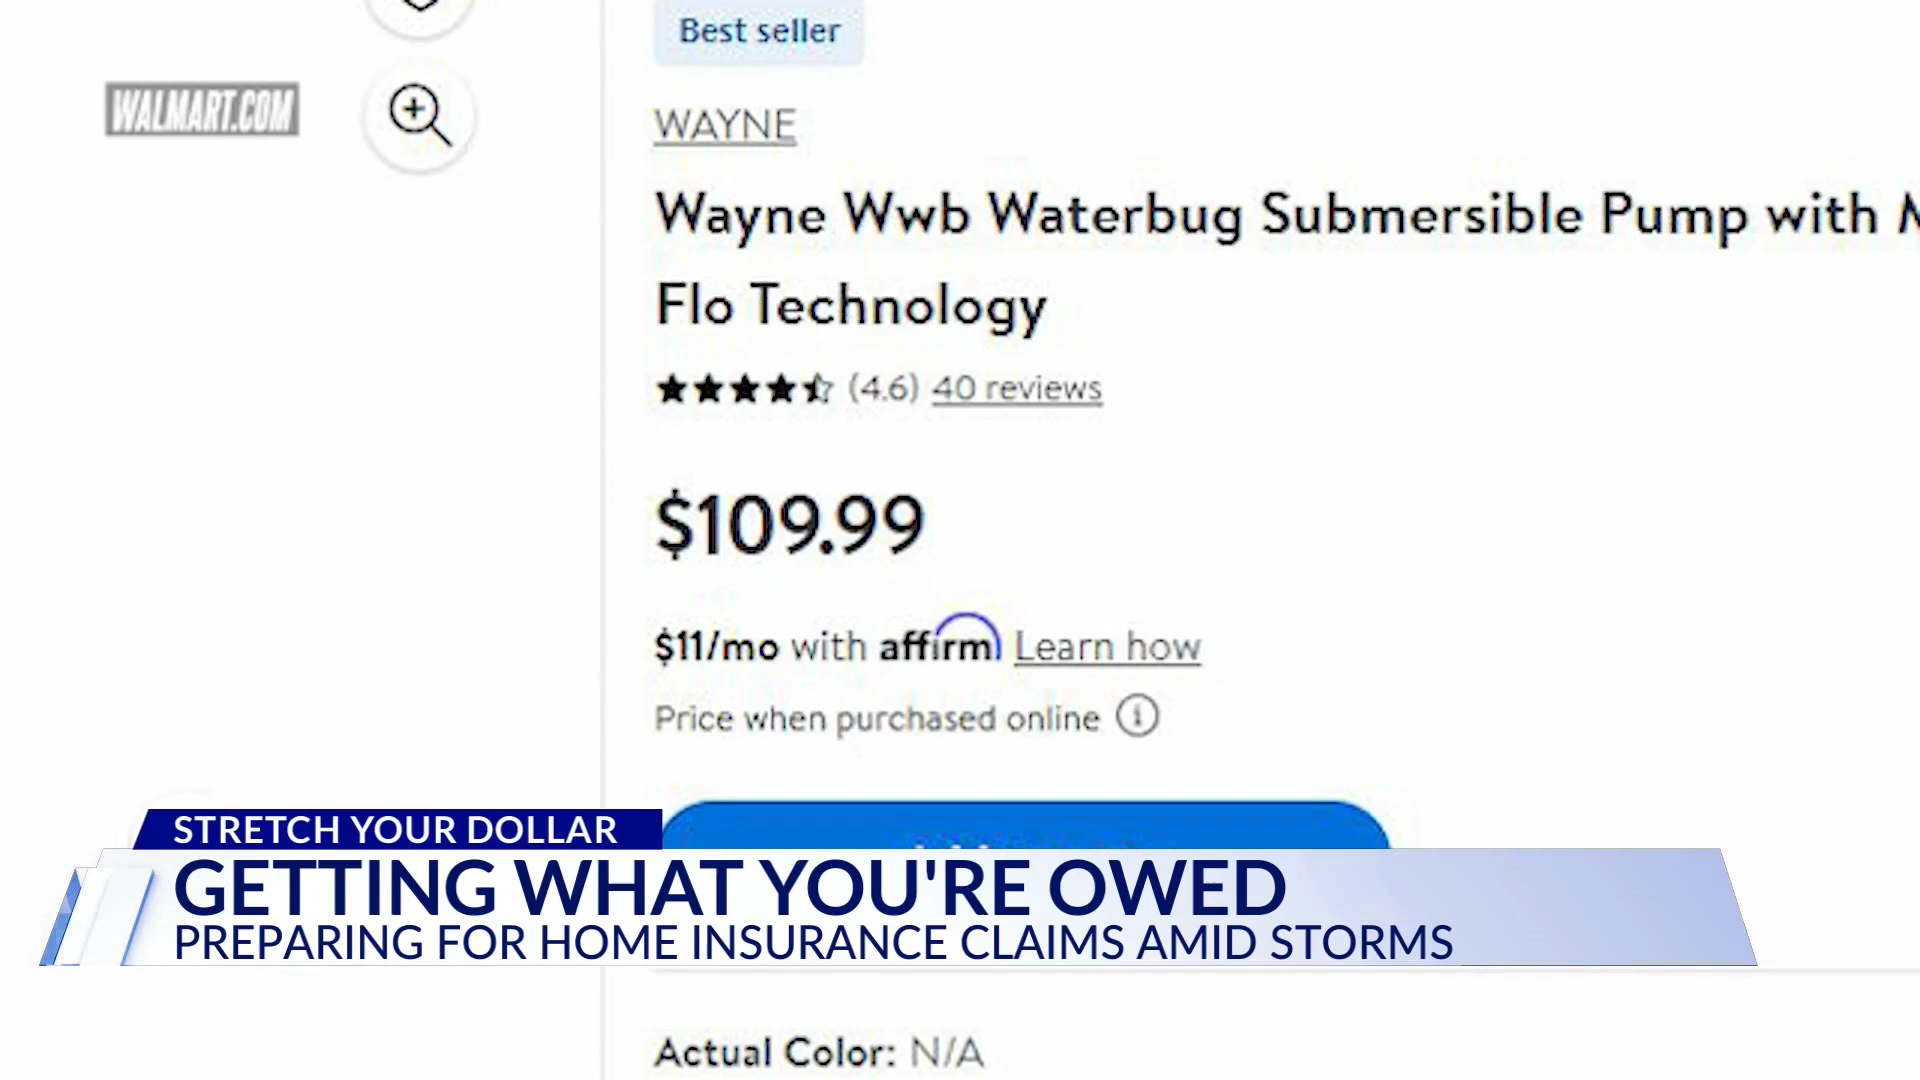 Best seller
WALMART.COM
WAYNE
Wayne Wwb Waterbug Submersible Pump with
Flo Technology
(4.6) 40 reviews
$109.99
$11/mo with affirm Learn how
Price when purchased online
STRETCH YOUR DOLLAR
GETTING WHAT YOU'RE OWED
PREPARING FOR HOME INSURANCE CLAIMS AMID STORMS
Actual Color: N/A